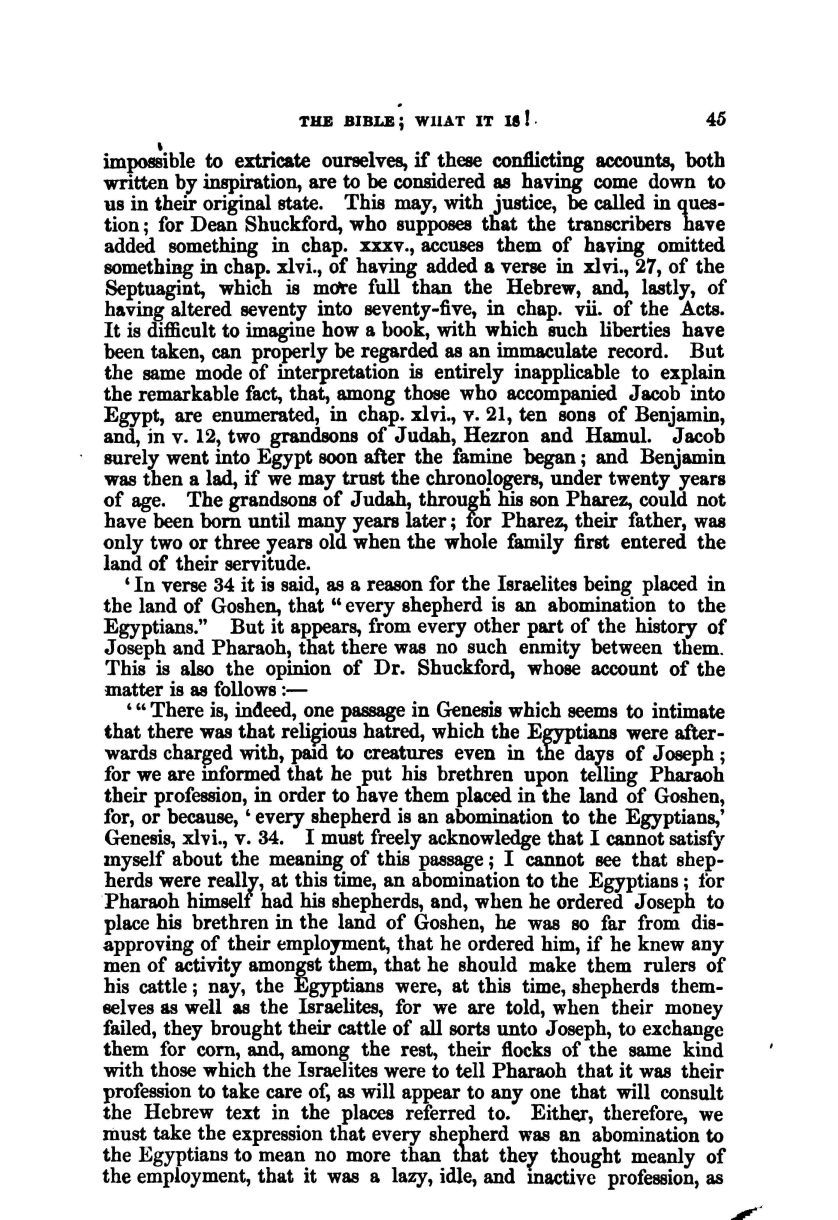 THE BIBLE; WHAT IT IS! 45
impossible to extricate ourselves, if these conflicting accounts, both
written by inspiration, are to be considered as having come down to
us in their original state. This may, with justice, be called in ques-
tion; for Dean Shuckford, who supposes that the transcribers have
added something in chap. xxxv., accuses them of having omitted
something in chap. xlvi., of having added a verse in xlvi., 27, of the
Septuagint, which is more full than the Hebrew, and, lastly, of
having altered seventy into seventy-five, in chap. vii. of the Acts.
It is difficult to imagine how a book, with which such liberties have
been taken, can properly be regarded as an immaculate record. But
the same mode of interpretation is entirely inapplicable to explain
the remarkable fact, that, among those who accompanied Jacob into
Egypt, are enumerated, in chap. xlvi., v. 21, ten sons of Benjamin,
and, in v. 12, two grandsons of Judah, Hezron and Hamul. Jacob
surely went into Egypt soon after the famine began; and Benjamin
was then a lad, if we may trust the chronologers, under twenty years
of age. The grandsons of Judah, through his son Pharez, could not
have been born until many years later; for Pharez, their father, was
only two or three years old when the whole family first entered the
land of their servitude.
‘In verse 34 it is said, as a reason for the Israelites being placed in
the land of Goshen, that “every shepherd is an abomination to the
Egyptians.” But it appears, from every other part of the history of
Joseph and Pharaoh, that there was no such enmity between them.
This is also the opinion of Dr. Shuckford, whose account of the
matter is as follows:—
‘“There is, indeed, one passage in Genesis which seems to intimate
that there was that religious hatred, which the Egyptians were after-
wards charged with, paid to creatures even in the days of Joseph;
for we are informed that he put his brethren upon telling Pharaoh
their profession, in order to have them placed in the land of Goshen,
for, or because, ‘every shepherd is an abomination to the Egyptians,’
Genesis, xlvi., v. 34. I must freely acknowledge that I cannot satisfy
myself about the meaning of this passage; I cannot see that shep-
herds were really, at this time, an abomination to the Egyptians; for
Pharaoh himself had his shepherds, and, when he ordered Joseph to
place his brethren in the land of Goshen, he was so far from dis-
approving of their employment, that he ordered him, if he knew any
men of activity amongst them, that he should make them rulers of
his cattle; nay, the Egyptians were, at this time, shepherds them-
selves as well as the Israelites, for we are told, when their money
failed, they brought their cattle of all sorts unto Joseph, to exchange
them for corn, and, among the rest, their flocks of the same kind
with those which the Israelites were to tell Pharaoh that it was their
profession to take care of, as will appear to any one that will consult
the Hebrew text in the places referred to. Either, therefore, we
must take the expression that every shepherd was an abomination to
the Egyptians to mean no more than that they thought meanly of
the employment, that it was a lazy, idle, and inactive profession, as